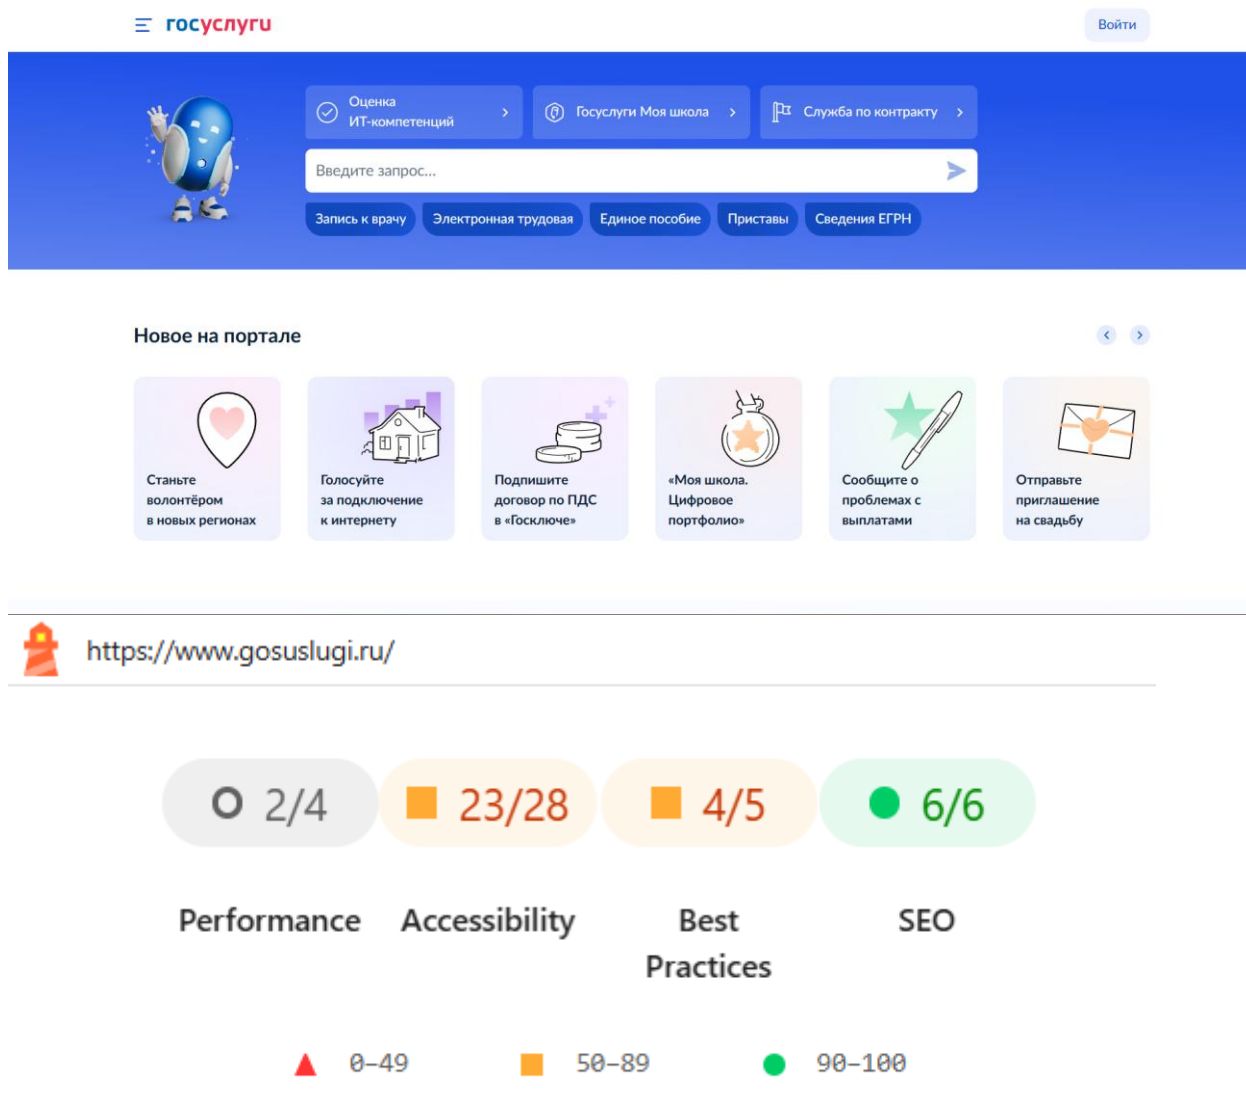 госуслуги
Войти
Оценка
ИТ-компетенций
Госуслуги Моя школа
Служба по контракту
Введите запрос...
Запись к врачу
Электронная трудовая
Единое пособие
Приставы
Сведения ЕГРН
Новое на портале
Станьте
волонтёром
в новых регионах
Голосуйте
за подключение
к интернету
Подпишите
договор по ПДС
в «Госключе»
«Моя школа.
Цифровое
портфолио»
Сообщите о
проблемах с
выплатами
Отправьте
приглашение
на свадьбу
https://www.gosuslugi.ru/
2/4
23/28
4/5
6/6
Performance
Accessibility
Best
Practices
SEO
0–49
50–89
90–100